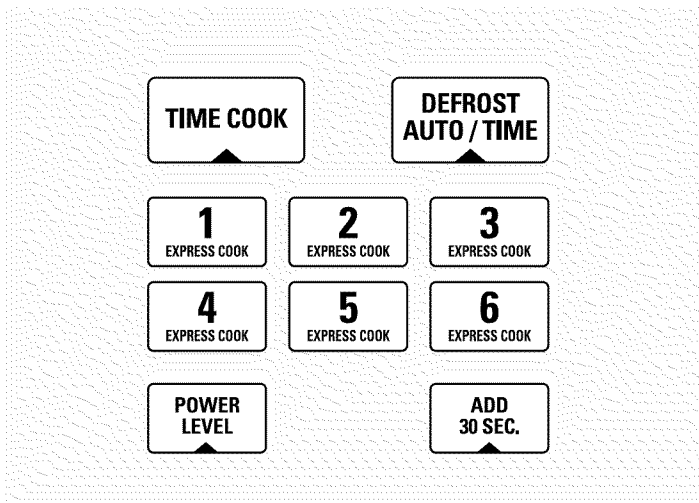 TIME COOK
DEFROST
AUTO / TIME
1
EXPRESS COOK
2
EXPRESS COOK
3
EXPRESS COOK
4
EXPRESS COOK
5
EXPRESS COOK
6
EXPRESS COOK
POWER
LEVEL
ADD
30 SEC.